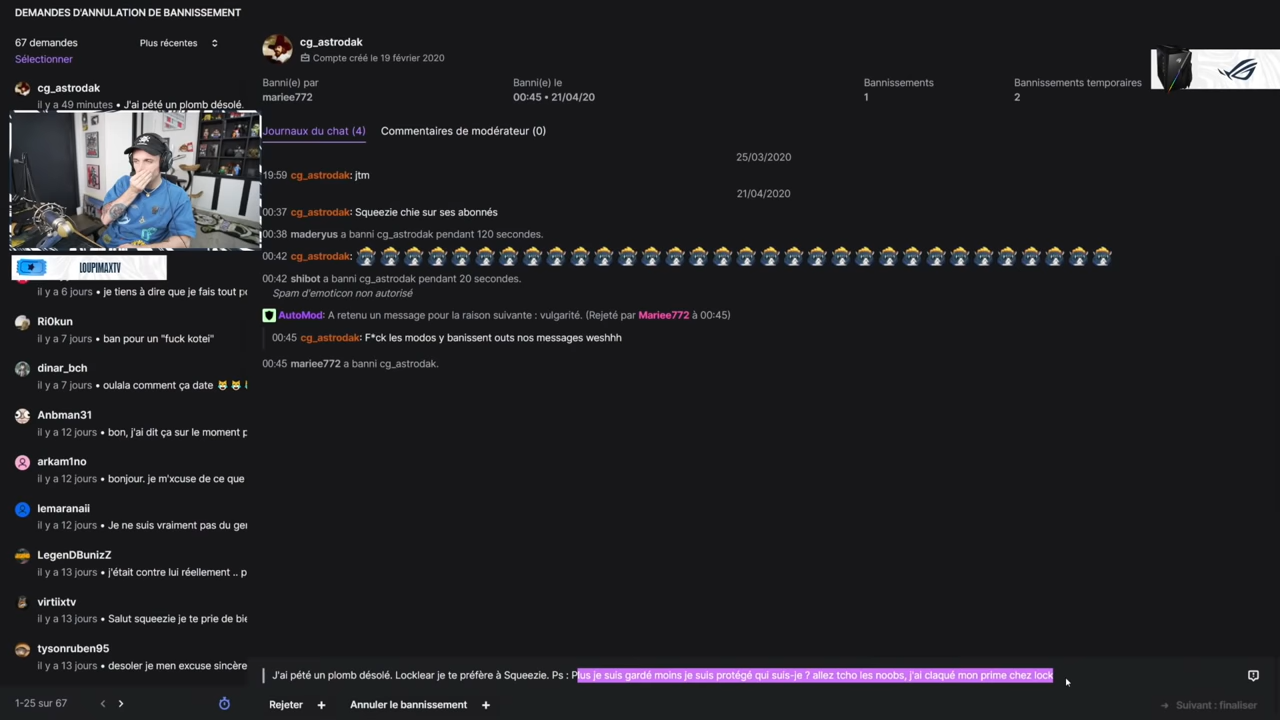 DEMANDES D'ANNULATION DE BANNISSEMENT
67 demandes
Plus récentes
Sélectionner
cg_astrodak
il y a 49 minutes • J'ai pété un plomb désolé.
LOUPIMAXTV
il y a 6 jours • je tiens à dire que je fais tout p
Ri0kun
il y a 7 jours • ban pour un "fuck kotei"
dinar_bch
il y a 7 jours • oulala comment ça date
Anbman31
il y a 12 jours • bon, j'ai dit ça sur le moment p
arkam1no
il y a 12 jours • bonjour. je m'xcuse de ce que
lemaranaii
il y a 12 jours • Je ne suis vraiment pas du ger
LegenDBunizZ
il y a 13 jours • j'était contre lui réellement .. p
virtiixtv
il y a 13 jours • Salut squeezie je te prie de bie
tysonruben95
il y a 13 jours • desoler je men excuse sincère
1-25 sur 67
cg_astrodak
Compte créé le 19 février 2020
Banni(e) par
mariee772
Banni(e) le
00:45 • 21/04/20
Bannissements
1
Bannissements temporaires
2
Journaux du chat (4)
Commentaires de modérateur (0)
25/03/2020
19:59 cg_astrodak: jtm
21/04/2020
00:37 cg_astrodak: Squeezie chie sur ses abonnés
00:38 maderyus a banni cg_astrodak pendant 120 secondes.
00:42 cg_astrodak:
00:42 shibot a banni cg_astrodak pendant 20 secondes.
Spam d'emoticon non autorisé
AutoMod: A retenu un message pour la raison suivante : vulgarité. (Rejeté par Mariee772 à 00:45)
00:45 cg_astrodak: F*ck les modos y banissent outs nos messages weshhh
00:45 mariee772 a banni cg_astrodak.
J'ai pété un plomb désolé. Locklear je te préfère à Squeezie. Ps : Plus je suis gardé moins je suis protégé qui suis-je ? allez tcho les noobs, j'ai claqué mon prime chez lock
Rejeter
Annuler le bannissement
Suivant : finaliser